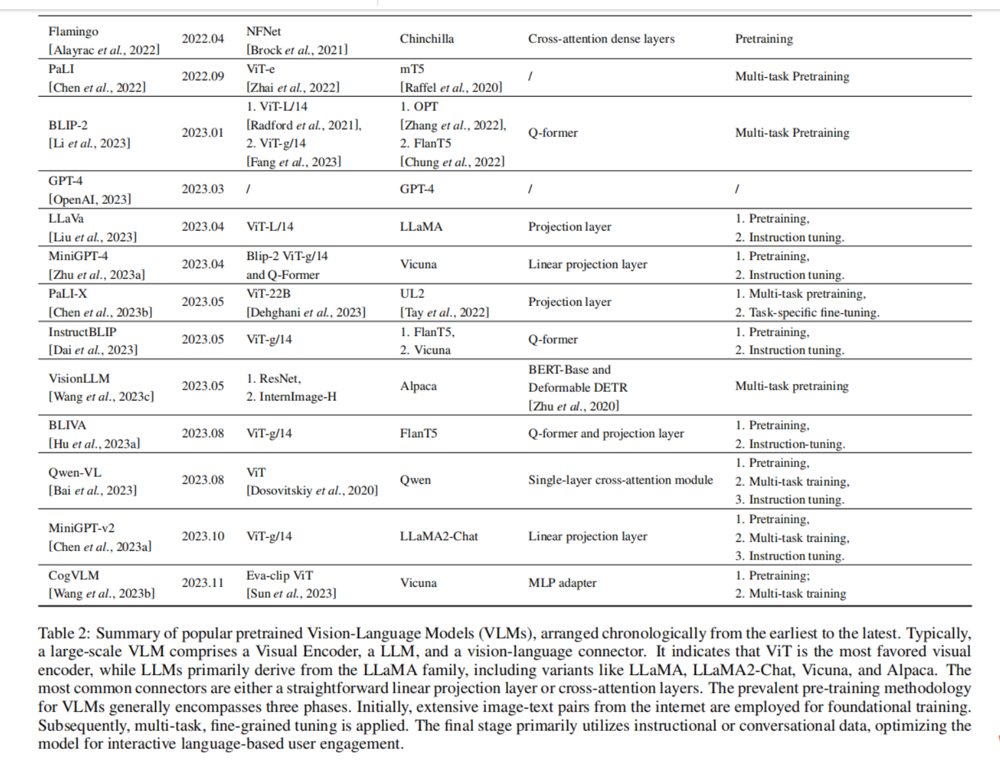 Flamingo
[Alayrac et al., 2022]
2022.04
NFNet
[Brock et al., 2021]
Chinchilla
Cross-attention dense layers
Pretraining
PaLI
[Chen et al., 2022]
2022.09
ViT-e
[Zhai et al., 2022]
mT5
[Raffel et al., 2020]
/
Multi-task Pretraining
BLIP-2
[Li et al., 2023]
2023.01
1. ViT-L/14
[Radford et al., 2021],
2. ViT-g/14
[Fang et al., 2023]
1. OPT
[Zhang et al., 2022],
2. FlanT5
[Chung et al., 2022]
Q-former
Multi-task Pretraining
GPT-4
[OpenAI, 2023]
2023.03
/
GPT-4
/
/
LLaVa
[Liu et al., 2023]
2023.04
ViT-L/14
LLaMA
Projection layer
1. Pretraining,
2. Instruction tuning.
MiniGPT-4
[Zhu et al., 2023a]
2023.04
Blip-2 ViT-g/14
and Q-Former
Vicuna
Linear projection layer
1. Pretraining,
2. Instruction tuning.
PaLI-X
[Chen et al., 2023b]
2023.05
ViT-22B
[Dehghani et al., 2023]
UL2
[Tay et al., 2022]
Projection layer
1. Multi-task pretraining,
2. Task-specific fine-tuning.
InstructBLIP
[Dai et al., 2023]
2023.05
ViT-g/14
1. FlanT5,
2. Vicuna
Q-former
1. Pretraining,
2. Instruction tuning.
VisionLLM
[Wang et al., 2023c]
2023.05
1. ResNet,
2. InternImage-H
Alpaca
BERT-Base and
Deformable DETR
[Zhu et al., 2020]
Multi-task pretraining
BLIVA
[Hu et al., 2023a]
2023.08
ViT-g/14
FlanT5
Q-former and projection layer
1. Pretraining,
2. Instruction-tuning.
Qwen-VL
[Bai et al., 2023]
2023.08
ViT
[Dosovitskiy et al., 2020]
Qwen
Single-layer cross-attention module
1. Pretraining,
2. Multi-task training,
3. Instruction tuning.
MiniGPT-v2
[Chen et al., 2023a]
2023.10
ViT-g/14
LLaMA2-Chat
Linear projection layer
1. Pretraining,
2. Multi-task training,
3. Instruction tuning.
CogVLM
[Wang et al., 2023b]
2023.11
Eva-clip ViT
[Sun et al., 2023]
Vicuna
MLP adapter
1. Pretraining;
2. Multi-task training
Table 2: Summary of popular pretrained Vision-Language Models (VLMs), arranged chronologically from the earliest to the latest. Typically,
a large-scale VLM comprises a Visual Encoder, a LLM, and a vision-language connector. It indicates that ViT is the most favored visual
encoder, while LLMs primarily derive from the LLaMA family, including variants like LLaMA, LLaMA2-Chat, Vicuna, and Alpaca. The
most common connectors are either a straightforward linear projection layer or cross-attention layers. The prevalent pre-training methodology
for VLMs generally encompasses three phases. Initially, extensive image-text pairs from the internet are employed for foundational training.
Subsequently, multi-task, fine-grained tuning is applied. The final stage primarily utilizes instructional or conversational data, optimizing the
model for interactive language-based user engagement.